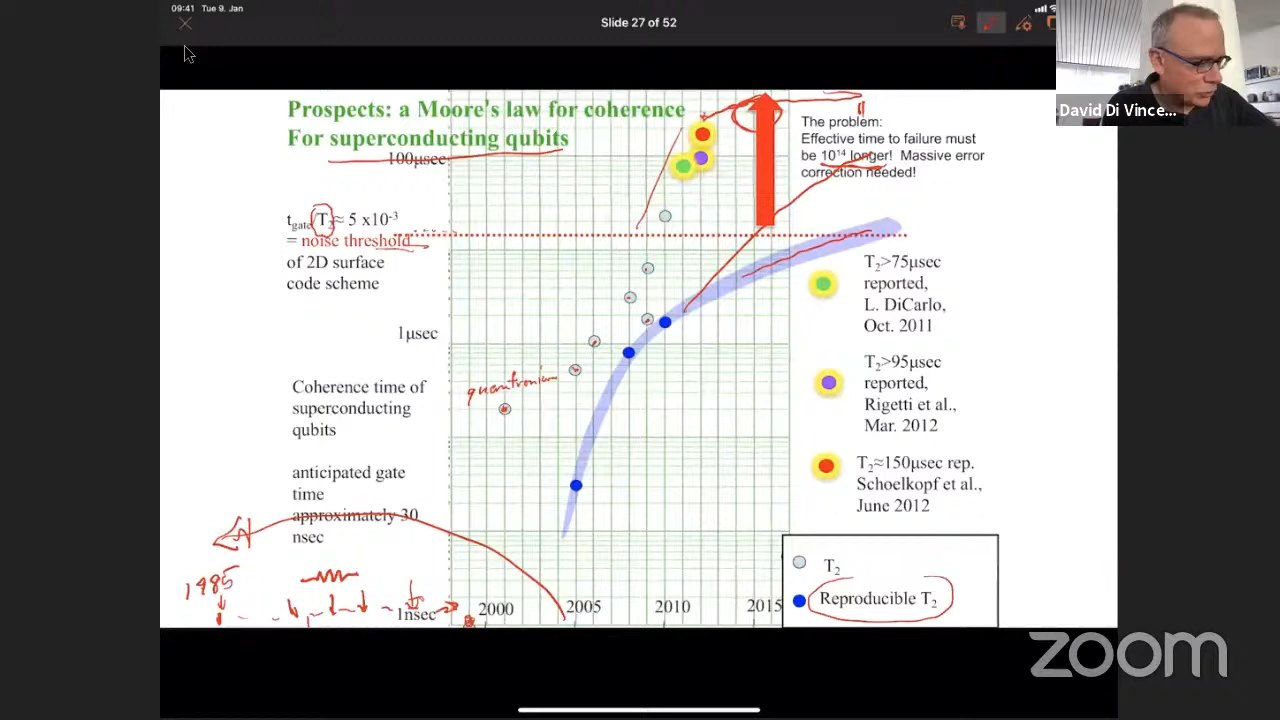 09:41 Tue 9. Jan
Slide 27 of 52
David Di Vince...
Prospects: a Moore's law for coherence
For superconducting qubits
100μsec
The problem:
Effective time to failure must
be 10¹⁴ longer! Massive error
correction needed!
t_gate/T₂≈ 5 x10⁻³
= noise threshold
of 2D surface
code scheme
1μsec
quantronium
Coherence time of
superconducting
qubits
anticipated gate
time
approximately 30
nsec
1985
1nsec
2000 2005 2010 2015
T₂>75μsec
reported,
L. DiCarlo,
Oct. 2011
T₂>95μsec
reported,
Rigetti et al.,
Mar. 2012
T₂≈150μsec rep.
Schoelkopf et al.,
June 2012
T₂
Reproducible T₂
zoom